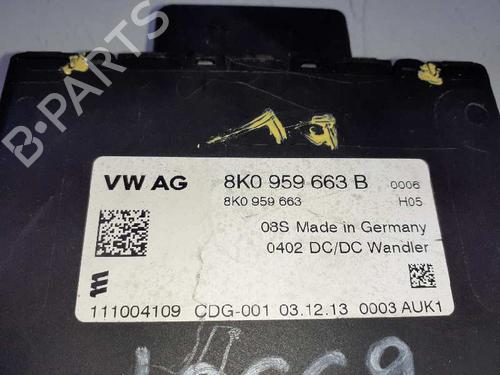 B-PARTS
VW AG
8K0 959 663 B 0006
8K0 959 663 H05
08S Made in Germany
0402 DC/DC Wandler
111004109 CDG-001 03.12.13 0003 AUK1